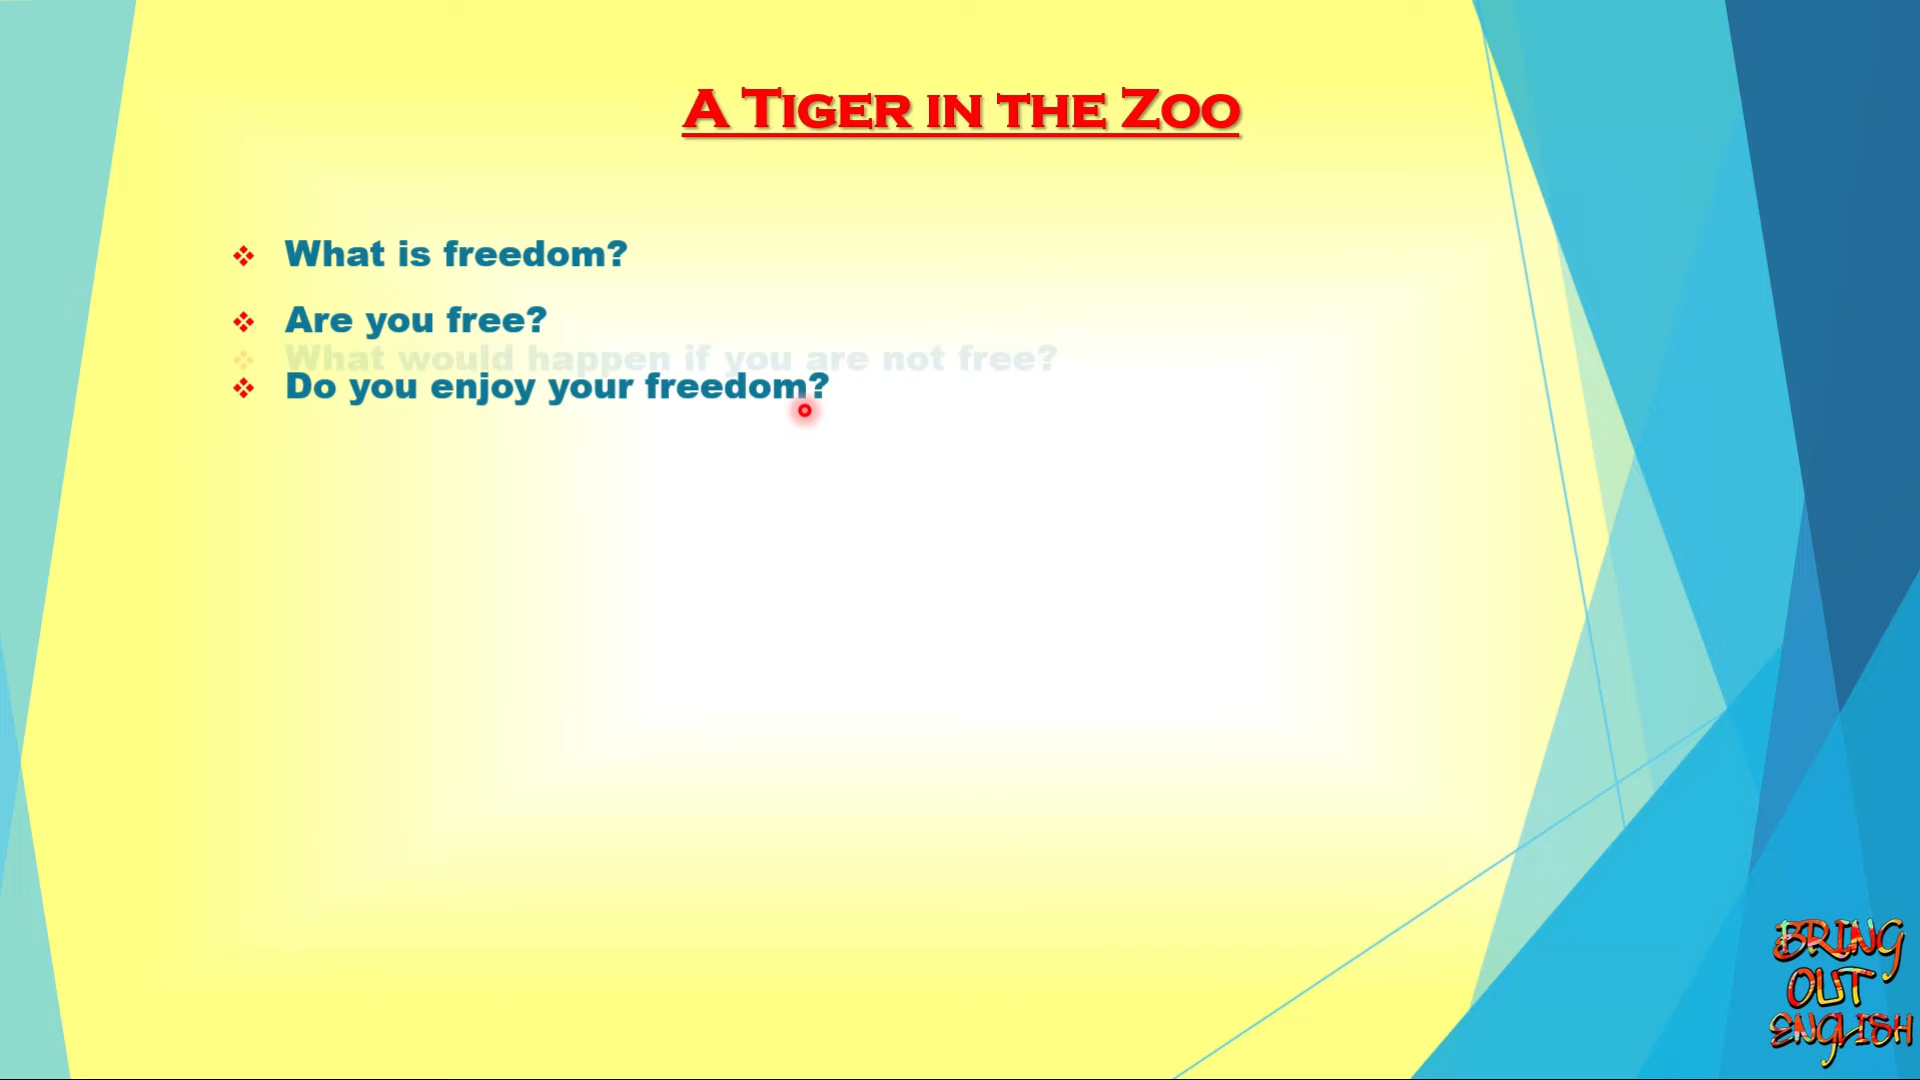 A Tiger in the Zoo
What is freedom?
Are you free?
What would happen if you are not free?
Do you enjoy your freedom?
BRING
OUT
ENGLISH